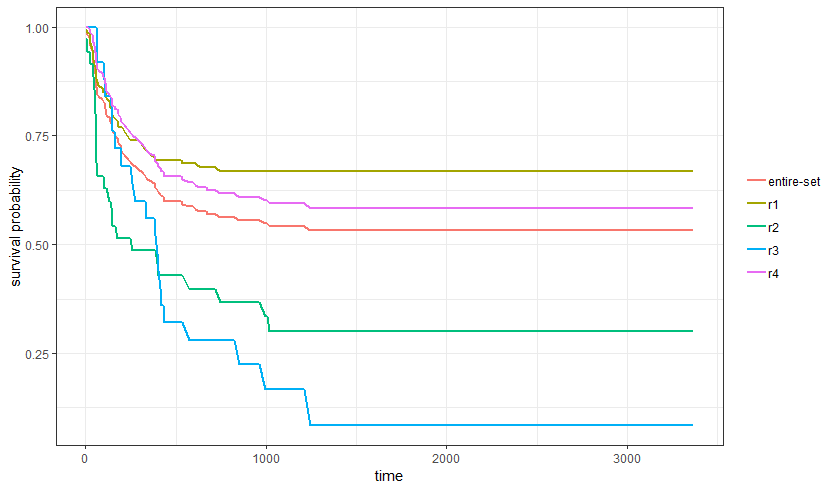 survival probability
1.00
0.75
0.50
0.25
0
1000
2000
3000
time
entire-set
r1
r2
r3
r4